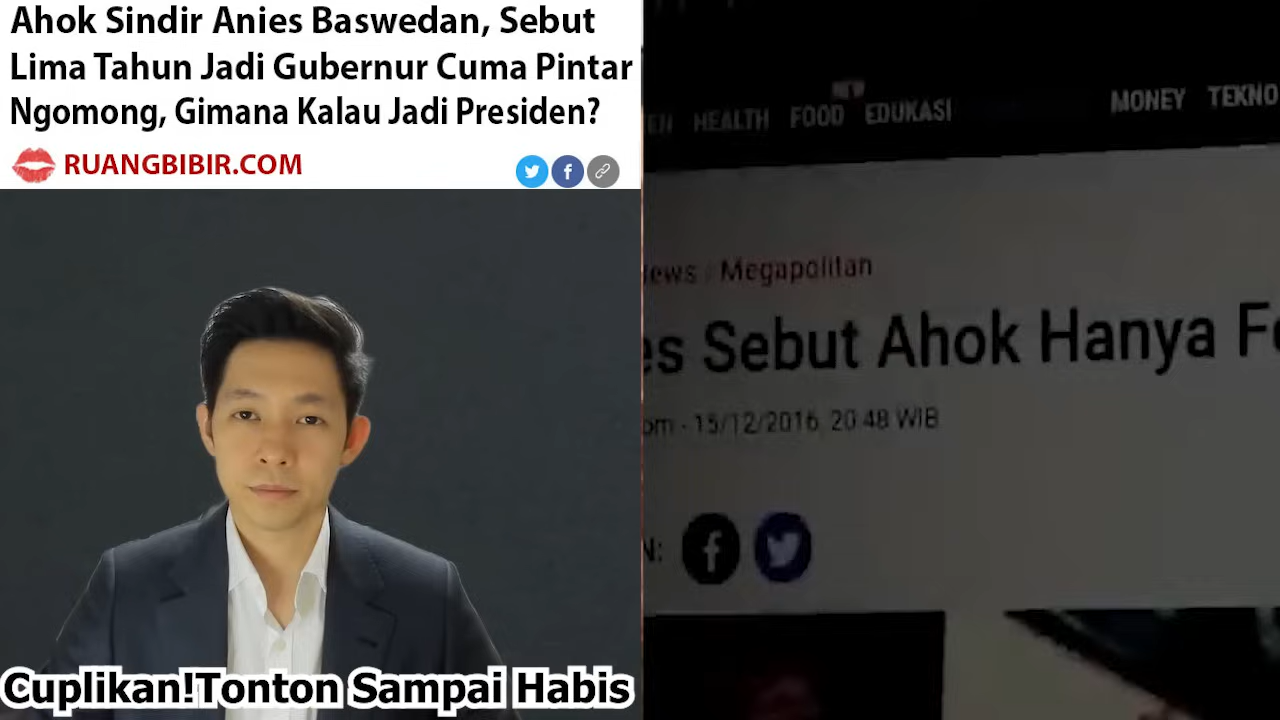 Ahok Sindir Anies Baswedan, Sebut
Lima Tahun Jadi Gubernur Cuma Pintar
Ngomong, Gimana Kalau Jadi Presiden?
RUANGBIBIR.COM
Cuplikan!Tonton Sampai Habis
HEALTH FOOD EDUKASI MONEY TEKNO
News Megapolitan
Sebut Ahok Hanya
15/12/2016, 20:48 WIB